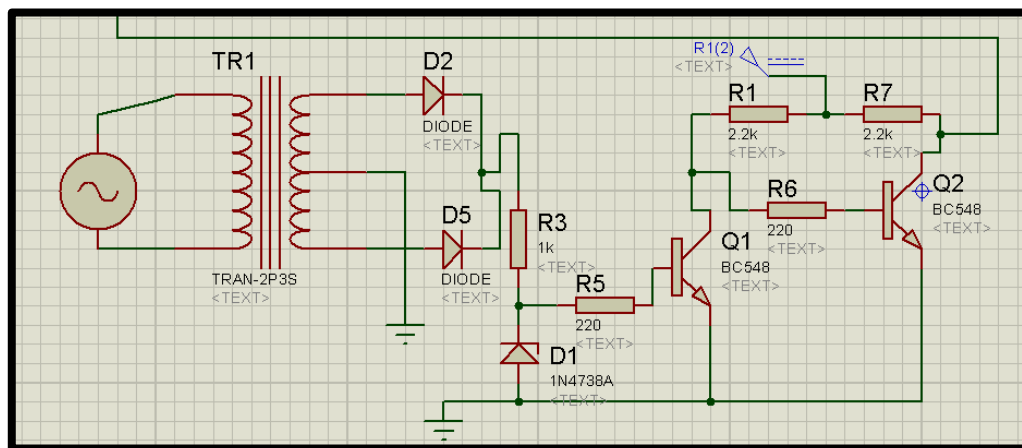 TR1
TRAN-2P3S
<TEXT>
D2
DIODE
<TEXT>
D5
DIODE
<TEXT>
R3
1k
<TEXT>
R5
220
<TEXT>
D1
1N4738A
<TEXT>
R1(2)
<TEXT>
R1
2.2k
<TEXT>
R7
2.2k
<TEXT>
R6
220
<TEXT>
Q1
BC548
<TEXT>
Q2
BC548
<TEXT>